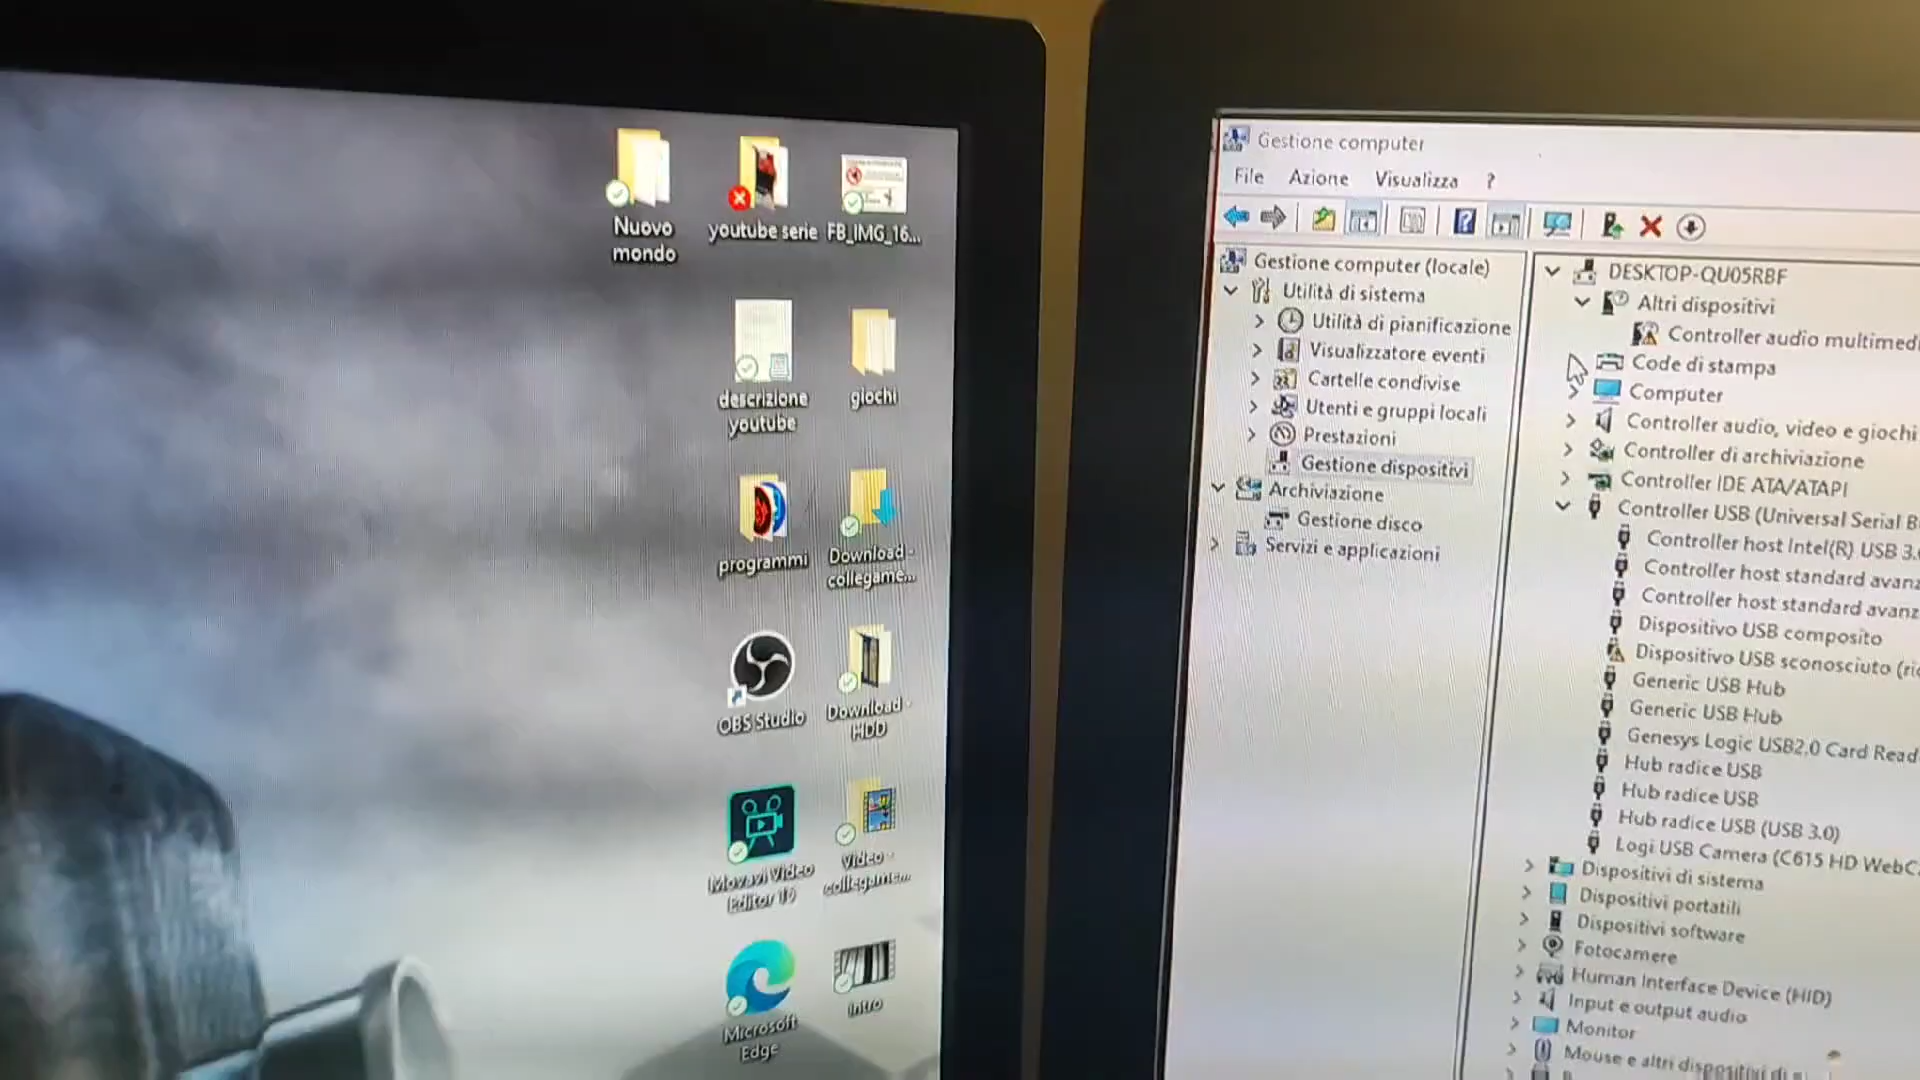 Nuovo
mondo
youtube serie
FB_IMG_16...
descrizione
youtube
giochi
programmi
Download -
collegame...
OBS Studio
Download -
HDD
Movavi Video
Editor 15
Video -
collegame...
Microsoft
Edge
intro
Gestione computer
File Azione Visualizza ?
Gestione computer (locale)
Utilità di sistema
Utilità di pianificazione
Visualizzatore eventi
Cartelle condivise
Utenti e gruppi locali
Prestazioni
Gestione dispositivi
Archiviazione
Gestione disco
Servizi e applicazioni
DESKTOP-QU05RBF
Altri dispositivi
Controller audio multimedi
Code di stampa
Computer
Controller audio, video e giochi
Controller di archiviazione
Controller IDE ATA/ATAPI
Controller USB (Universal Serial B
Controller host Intel(R) USB 3.
Controller host standard avanz
Controller host standard avanz
Dispositivo USB composito
Dispositivo USB sconosciuto (ric
Generic USB Hub
Generic USB Hub
Genesys Logic USB2.0 Card Read
Hub radice USB
Hub radice USB
Hub radice USB (USB 3.0)
Logi USB Camera (C615 HD WebC
Dispositivi di sistema
Dispositivi portatili
Dispositivi software
Fotocamere
Human Interface Device (HID)
Input e output audio
Monitor
Mouse e altri dispositivi di